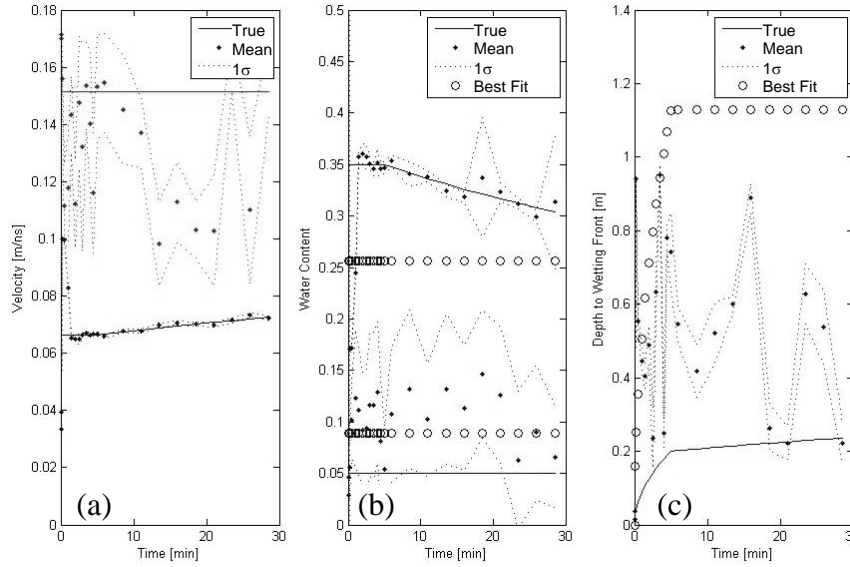 0.18
0.16
0.14
0.12
0.1
0.08
0.06
0.04
0.02
0
Velocity [m/ns]
True
Mean
1σ
(a)
0 10 20 30
Time [min]
0.5
0.45
0.4
0.35
0.3
0.25
0.2
0.15
0.1
0.05
0
Water Content
True
Mean
1σ
Best Fit
(b)
0 10 20 30
Time [min]
1.4
1.2
1
0.8
0.6
0.4
0.2
0
Depth to Wetting Front [m]
True
Mean
1σ
Best Fit
(c)
0 10 20 30
Time [min]